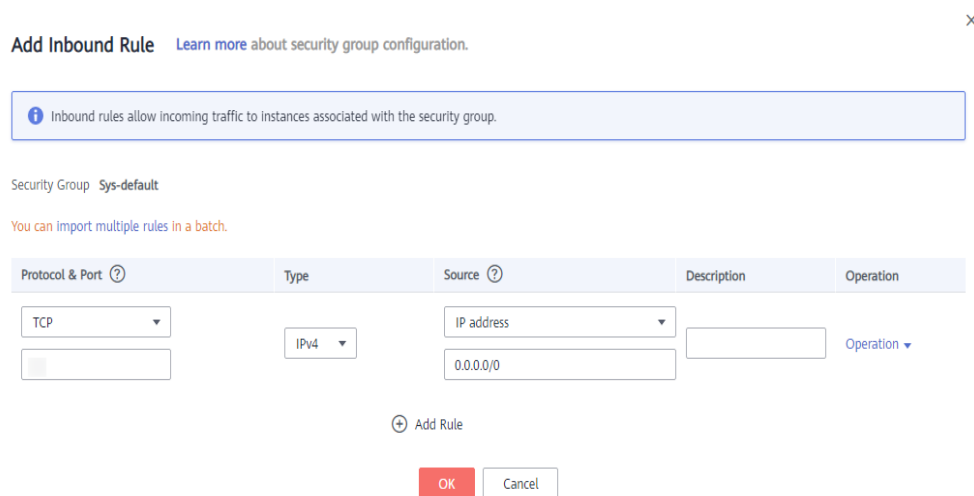 Add Inbound Rule Learn more about security group configuration.
Inbound rules allow incoming traffic to instances associated with the security group.
Security Group Sys-default
You can import multiple rules in a batch.
Protocol & Port Type Source Description Operation
TCP IP address
IPv4 Operation
0.0.0.0/0
Add Rule
OK Cancel